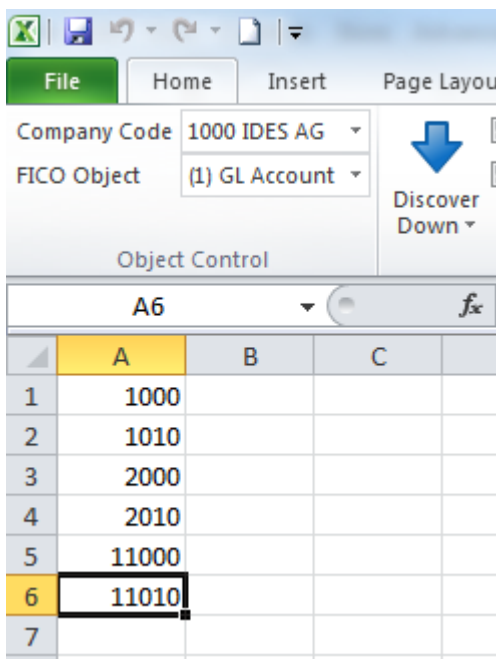 File Home Insert Page Layou
Company Code 1000 IDES AG
FICO Object (1) GL Account
Discover
Down
Object Control
A6 fx
A B C
1 1000
2 1010
3 2000
4 2010
5 11000
6 11010
7